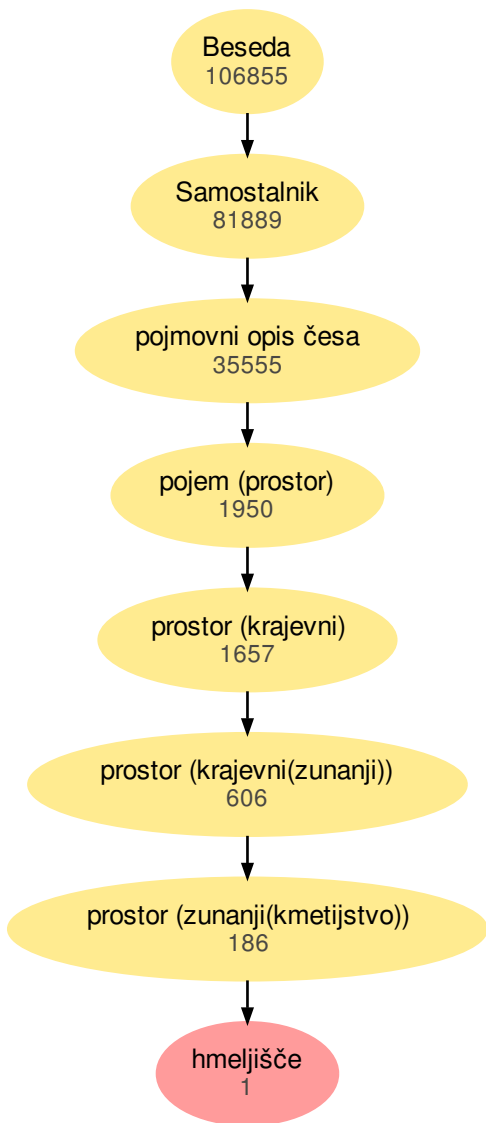 Beseda
106855
Samostalnik
81889
pojmovni opis česa
35555
pojem (prostor)
1950
prostor (krajevni)
1657
prostor (krajevni(zunanji))
606
prostor (zunanji(kmetijstvo))
186
hmeljišče
1